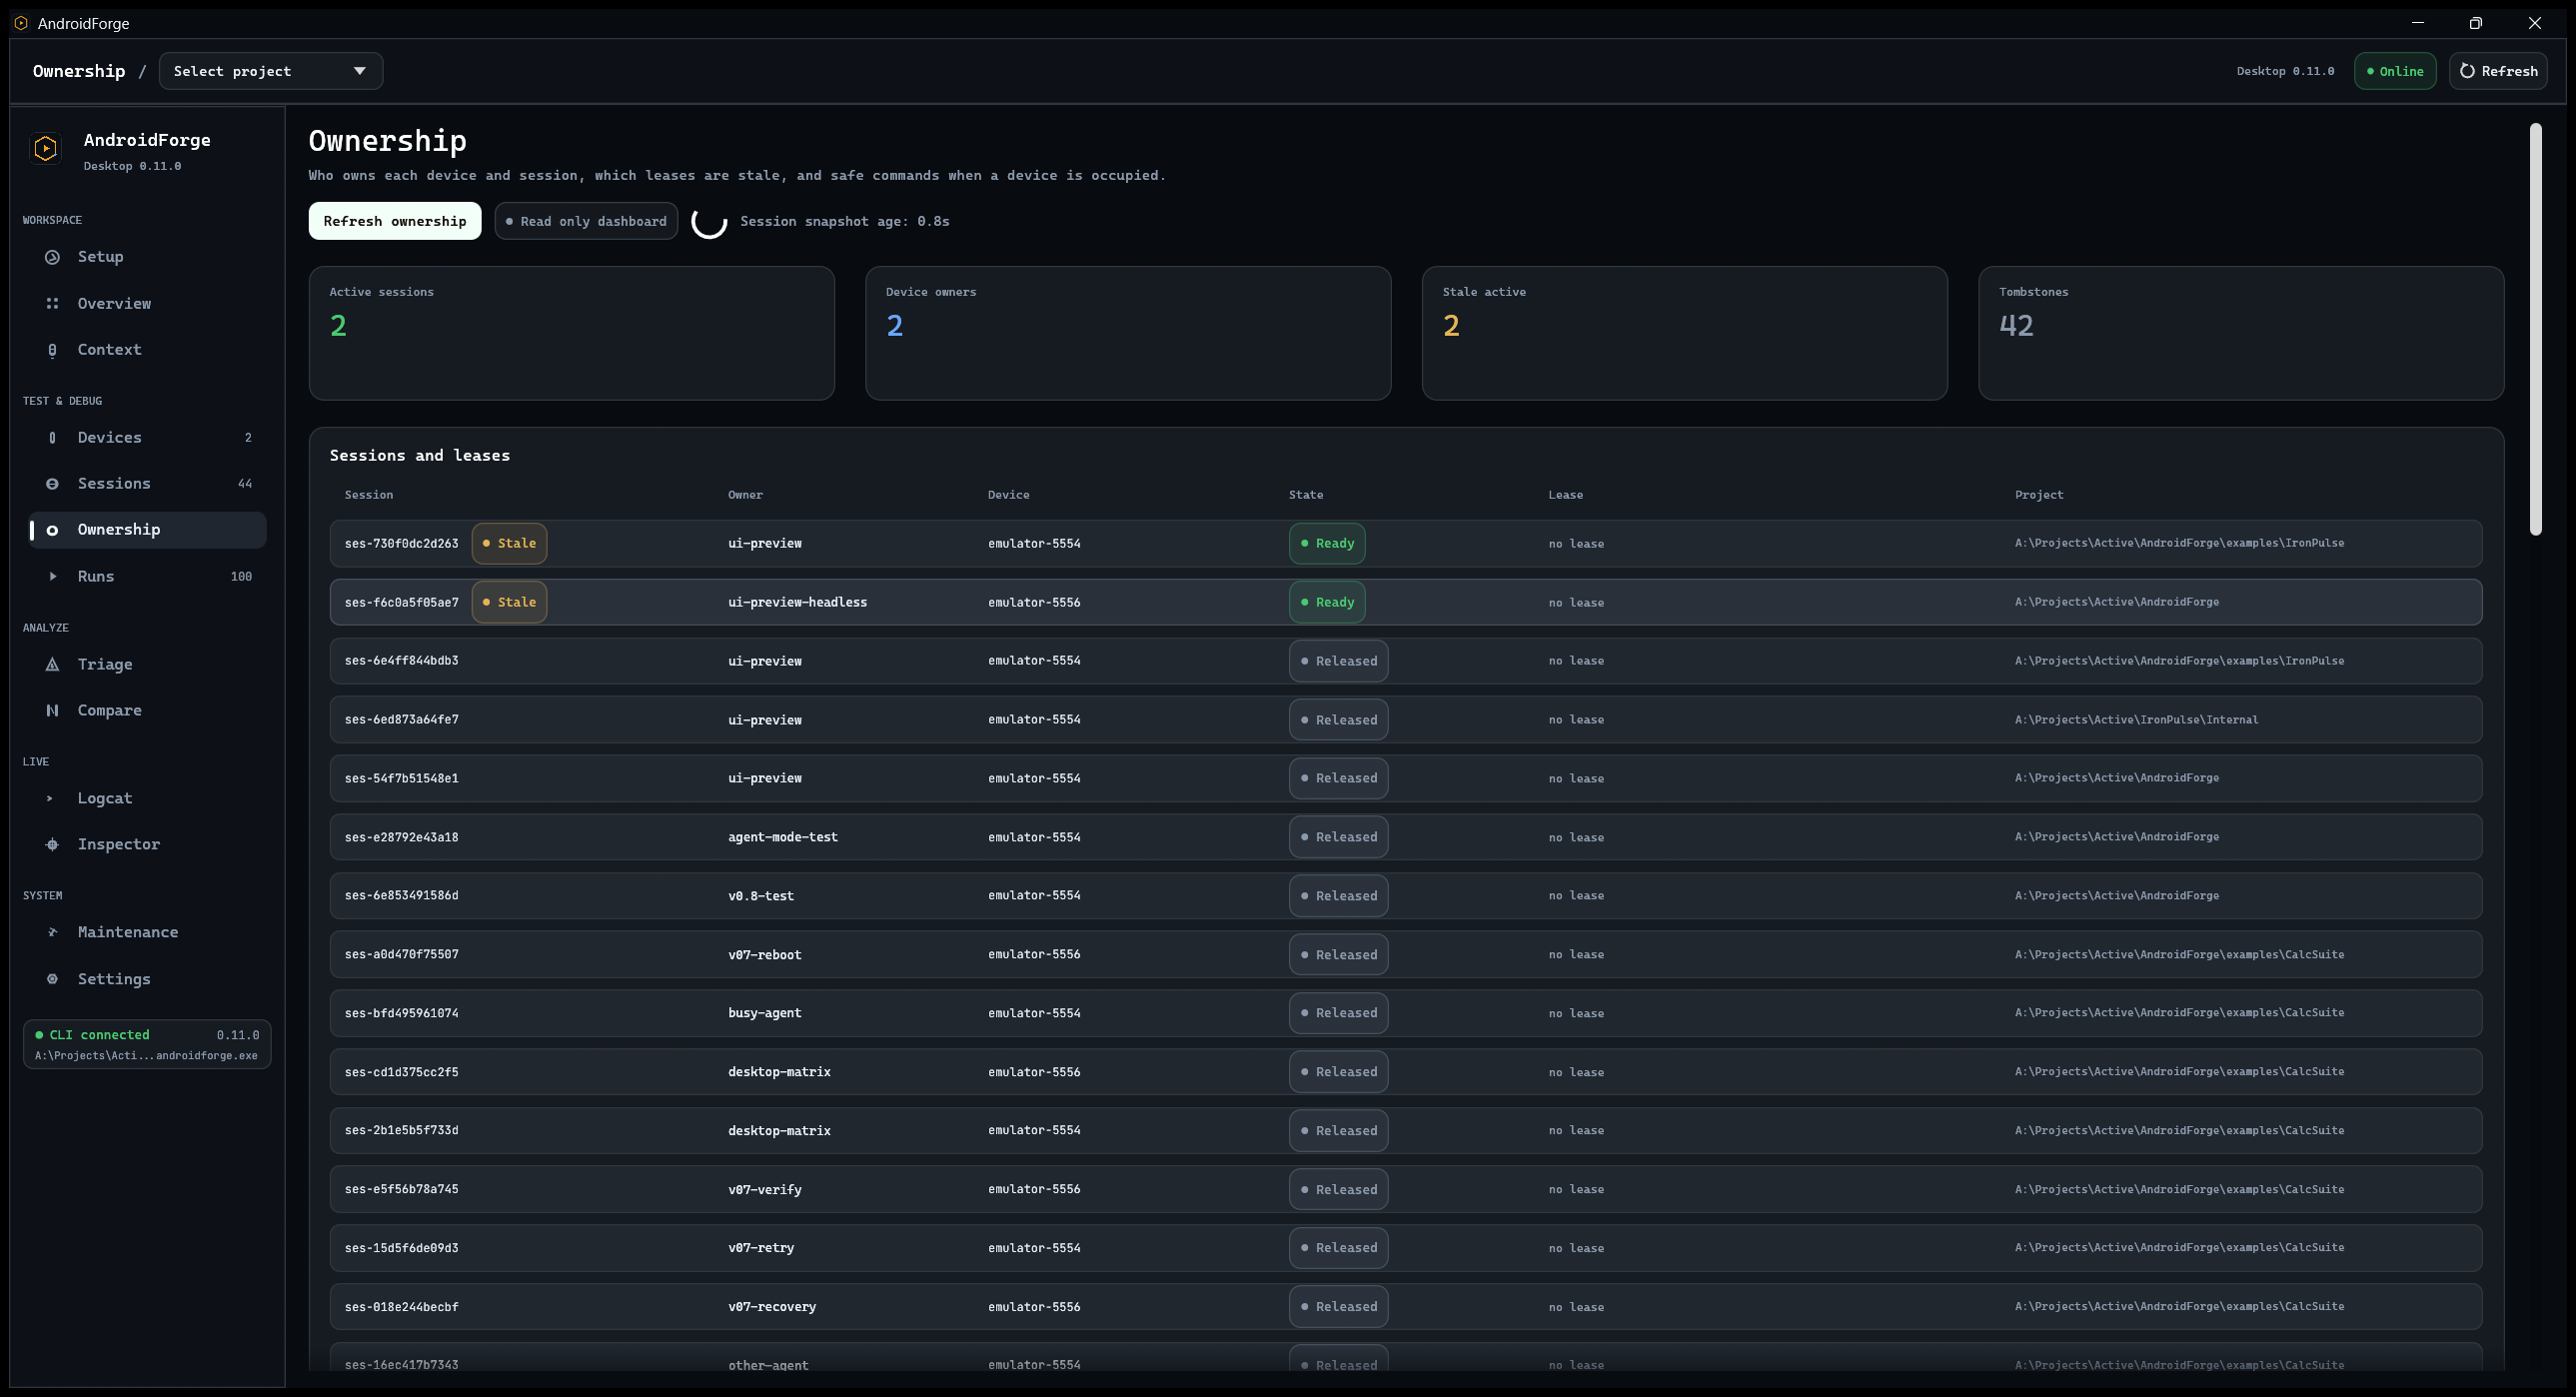 AndroidForge
Ownership / Select project
Desktop 0.11.0 Online Refresh
AndroidForge
Desktop 0.11.0
WORKSPACE
Setup
Overview
Context
TEST & DEBUG
Devices 2
Sessions 44
Ownership
Runs 100
ANALYZE
Triage
Compare
LIVE
Logcat
Inspector
SYSTEM
Maintenance
Settings
CLI connected 0.11.0
A:\Projects\Acti...androidforge.exe
Ownership
Who owns each device and session, which leases are stale, and safe commands when a device is occupied.
Refresh ownership Read only dashboard Session snapshot age: 0.8s
Active sessions
2
Device owners
2
Stale active
2
Tombstones
42
Sessions and leases
Session Owner Device State Lease Project
ses-730f0dc2d263 Stale ui-preview emulator-5554 Ready no lease A:\Projects\Active\AndroidForge\examples\IronPulse
ses-f6c0a5f05ae7 Stale ui-preview-headless emulator-5556 Ready no lease A:\Projects\Active\AndroidForge
ses-6e4ff844bdb3 ui-preview emulator-5554 Released no lease A:\Projects\Active\AndroidForge\examples\IronPulse
ses-6ed873a64fe7 ui-preview emulator-5554 Released no lease A:\Projects\Active\IronPulse\Internal
ses-54f7b51548e1 ui-preview emulator-5554 Released no lease A:\Projects\Active\AndroidForge
ses-e28792e43a18 agent-mode-test emulator-5554 Released no lease A:\Projects\Active\AndroidForge
ses-6e853491586d v0.8-test emulator-5554 Released no lease A:\Projects\Active\AndroidForge
ses-a0d470f75507 v07-reboot emulator-5556 Released no lease A:\Projects\Active\AndroidForge\examples\CalcSuite
ses-bfd495961074 busy-agent emulator-5554 Released no lease A:\Projects\Active\AndroidForge\examples\CalcSuite
ses-cd1d375cc2f5 desktop-matrix emulator-5556 Released no lease A:\Projects\Active\AndroidForge\examples\CalcSuite
ses-2b1e5b5f733d desktop-matrix emulator-5554 Released no lease A:\Projects\Active\AndroidForge\examples\CalcSuite
ses-e5f56b78a745 v07-verify emulator-5556 Released no lease A:\Projects\Active\AndroidForge\examples\CalcSuite
ses-15d5f6de09d3 v07-retry emulator-5554 Released no lease A:\Projects\Active\AndroidForge\examples\CalcSuite
ses-018e244becbf v07-recovery emulator-5556 Released no lease A:\Projects\Active\AndroidForge\examples\CalcSuite
ses-16ec417b7343 other-agent emulator-5554 Released no lease A:\Projects\Active\AndroidForge\examples\CalcSuite